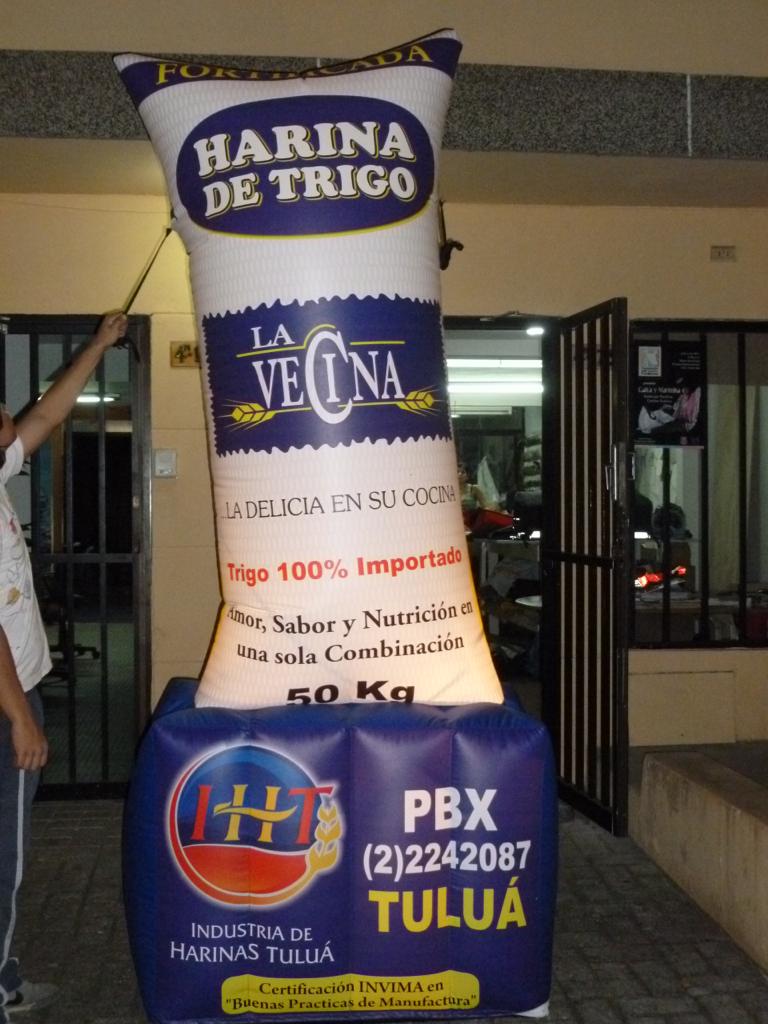 FORTIFICADA
HARINA
DE TRIGO
LA
VECINA
...LA DELICIA EN SU COCINA
Trigo 100% Importado
Amor, Sabor y Nutrición en
una sola Combinación
50 Kg
IHT
INDUSTRIA DE
HARINAS TULUÁ
PBX
(2)2242087
TULUÁ
Certificación INVIMA en
"Buenas Practicas de Manufactura"